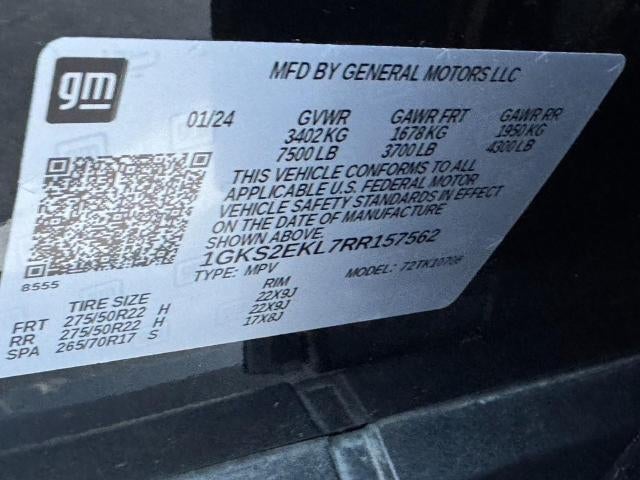 gm
MFD BY GENERAL MOTORS LLC
01/24 GVWR GAWR FRT GAWR RR
3402 KG 1678 KG 1950 KG
7500 LB 3700 LB 4300 LB
THIS VEHICLE CONFORMS TO ALL
APPLICABLE U.S. FEDERAL MOTOR
VEHICLE SAFETY STANDARDS IN EFFECT
ON THE DATE OF MANUFACTURE
SHOWN ABOVE.
1GKS2EKL7RR157562
TYPE: MPV MODEL: 72TK10706
8555
TIRE SIZE RIM
FRT 275/50R22 H 22X9J
RR 275/50R22 H 22X9J
SPA 265/70R17 S 17X8J